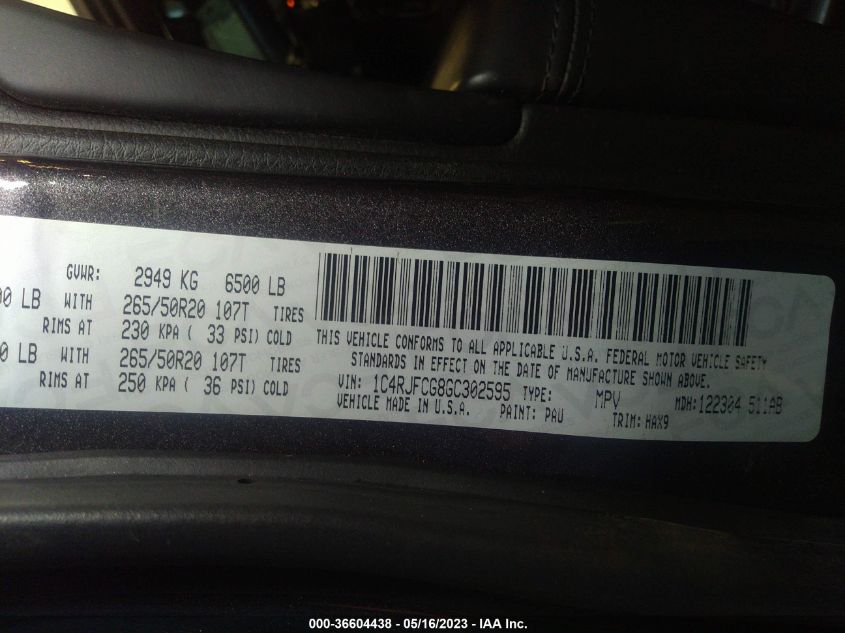 GVWR: 2949 KG 6500 LB
00 LB WITH 265/50R20 107T TIRES
RIMS AT 230 KPA ( 33 PSI) COLD
0 LB WITH 265/50R20 107T TIRES
RIMS AT 250 KPA ( 36 PSI) COLD
THIS VEHICLE CONFORMS TO ALL APPLICABLE U.S.A. FEDERAL MOTOR VEHICLE SAFETY
STANDARDS IN EFFECT ON THE DATE OF MANUFACTURE SHOWN ABOVE.
VIN: 1C4RJFCG8GC302595 TYPE: MPV MDH:122304 511AB
VEHICLE MADE IN U.S.A. PAINT: PAU TRIM: HAX9
000-36604438 - 05/16/2023 - IAA Inc.